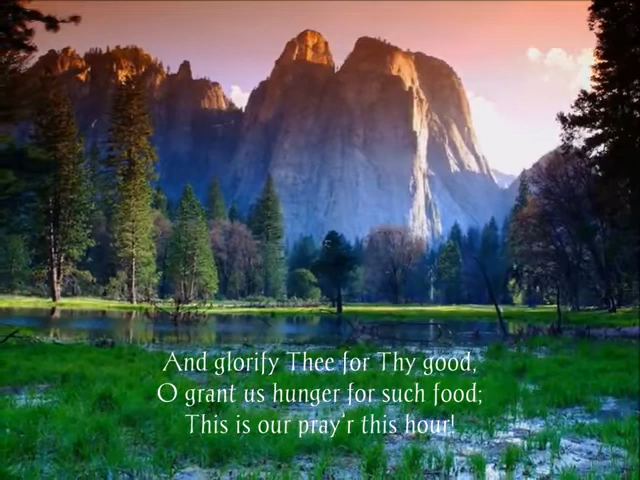 And glorify Thee for Thy good,
O grant us hunger for such food;
This is our pray'r this hour!